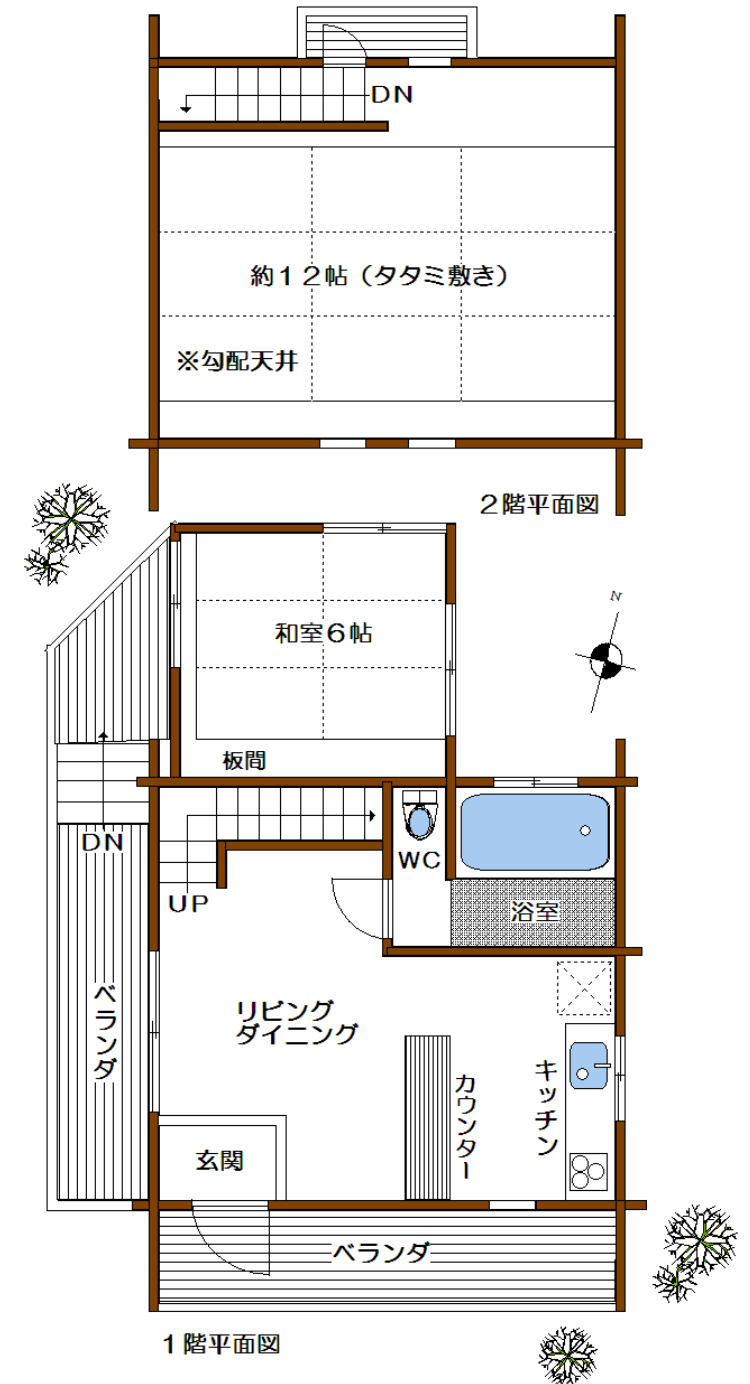 DN
約12帖（タタミ敷き）
※勾配天井
2階平面図
N
和室6帖
板間
DN
UP
WC
浴室
ベランダ
リビング
ダイニング
カウンター
キッチン
玄関
ベランダ
1階平面図